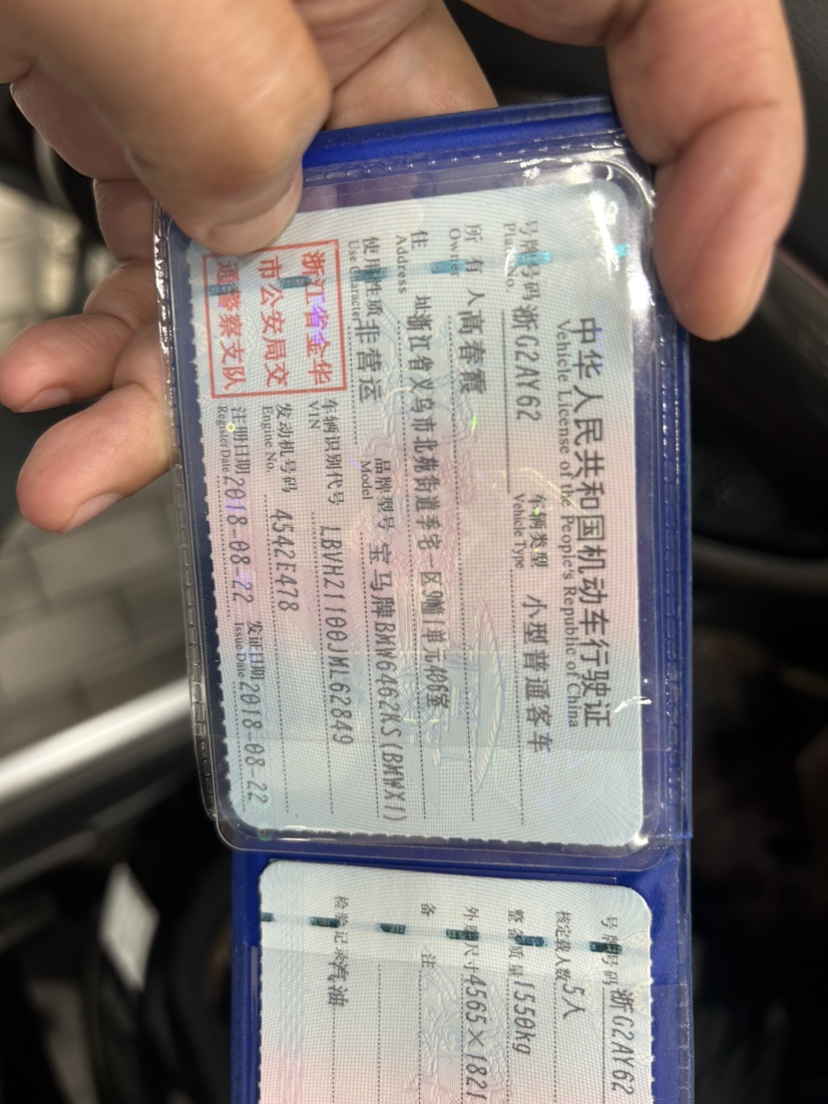 中华人民共和国机动车行驶证
Vehicle License of the People's Republic of China
号牌号码 浙G2AY62 车辆类型 小型普通客车
Plate No. Vehicle Type
所有人 高春霞
Owner
住址 浙江省义乌市北苑街道季宅一区9幢1单元406室
Address
使用性质 非营运 品牌型号 宝马牌BMW6462KS(BMWX1)
Use Character Model
浙江省金华
市公安局交
通警察支队
车辆识别代号 LBVH21100JML62849
VIN
发动机号码 4542E478
Engine No.
注册日期 2018-08-22 发证日期 2018-08-22
Register Date Issue Date
号牌号码 浙G2AY62
核定载人数 5人
整备质量 1550kg
外廓尺寸 4565×1821
备注
检验记录 汽油